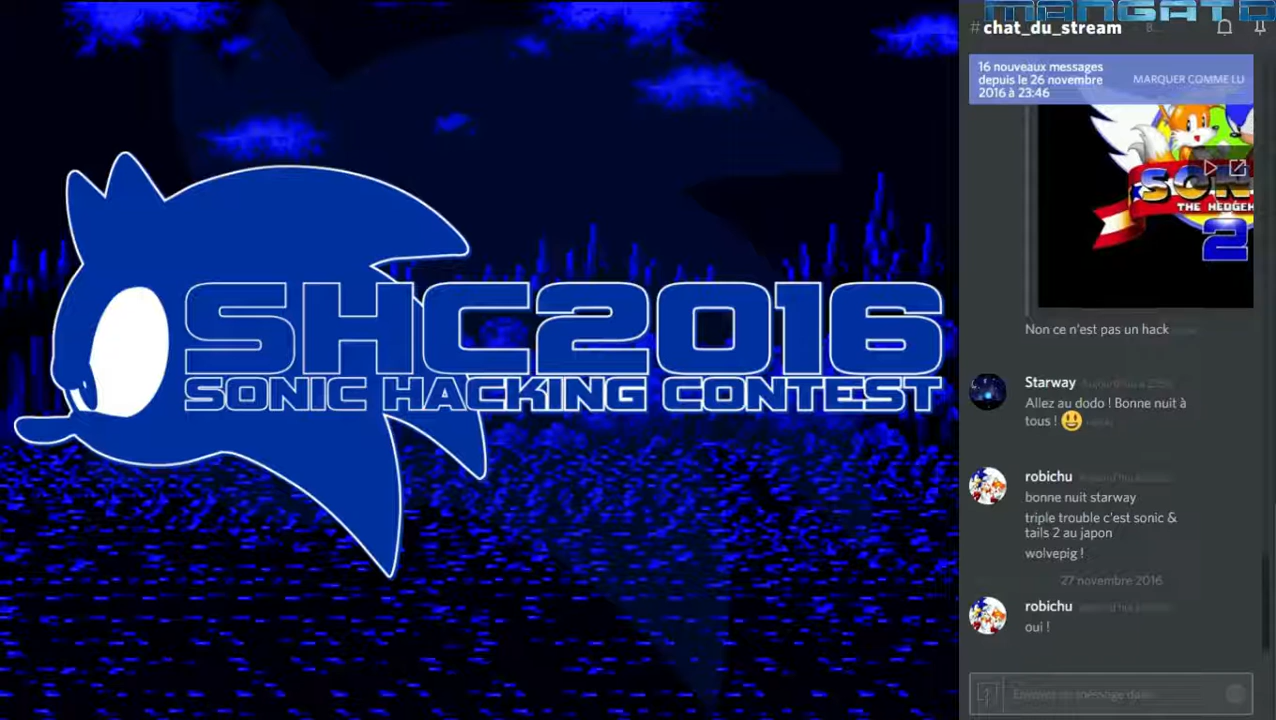 SHC2016
SONIC HACKING CONTEST
MANGATD
#chat_du_stream
16 nouveaux messages
depuis le 26 novembre
2016 à 23:46
MARQUER COMME LU
THE HEDGEH
2
Non ce n'est pas un hack
Starway
Allez au dodo ! Bonne nuit à
tous !
robichu
bonne nuit starway
triple trouble c'est sonic &
tails 2 au japon
wolvepig !
27 novembre 2016
robichu
oui !